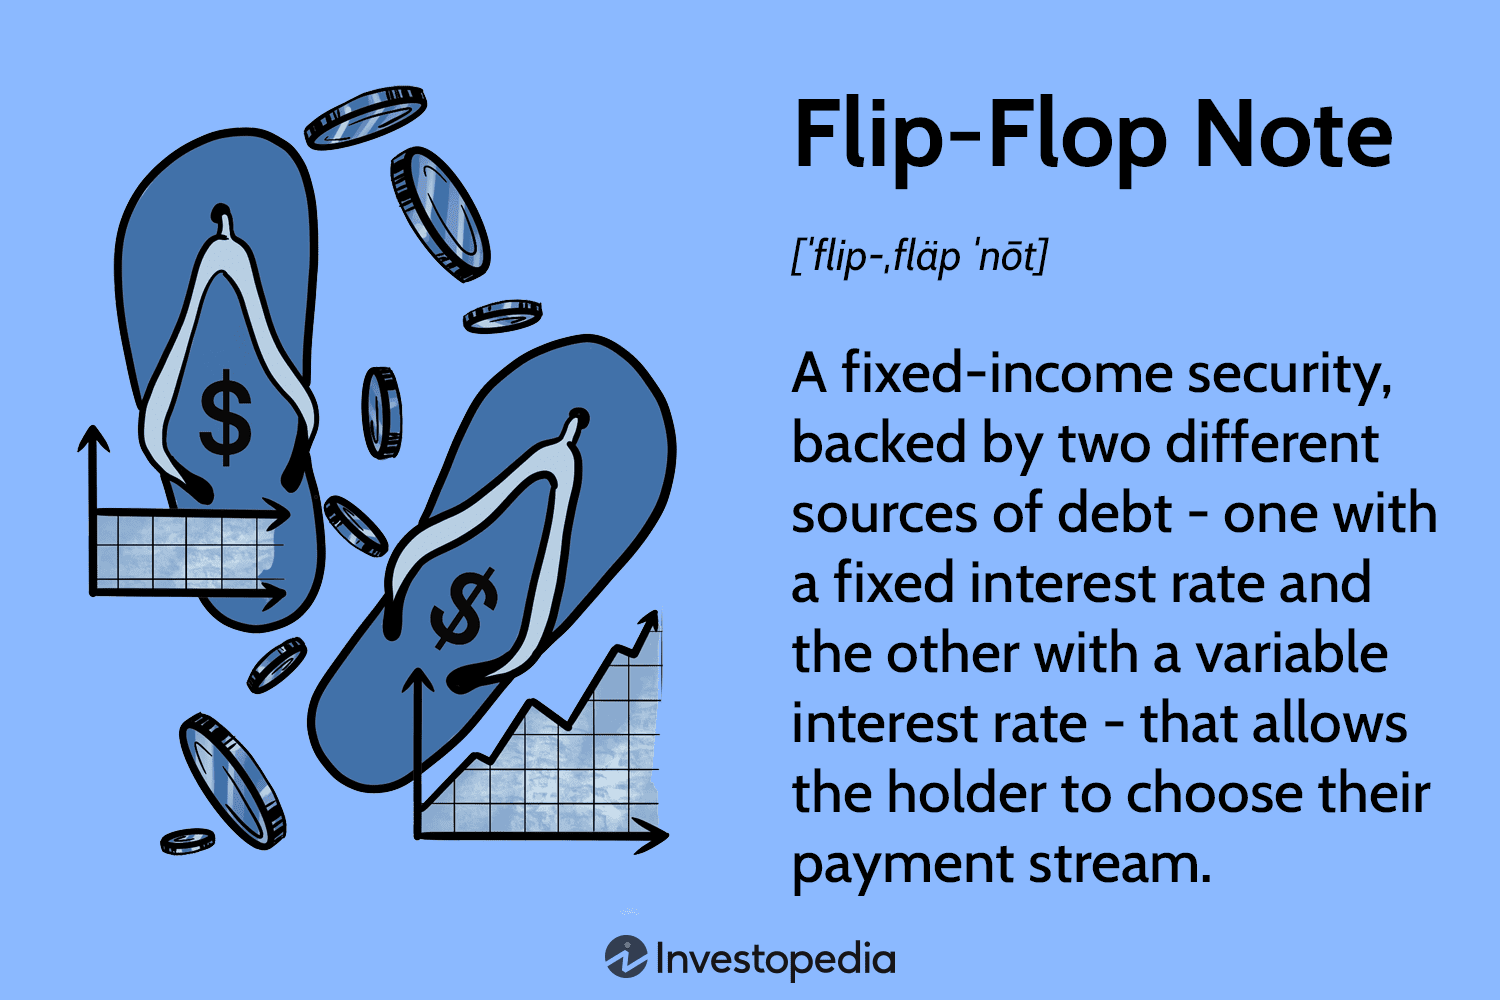 Flip-Flop Note
[ˈflip-ˌfläp ˈnōt]
A fixed-income security,
backed by two different
sources of debt - one with
a fixed interest rate and
the other with a variable
interest rate - that allows
the holder to choose their
payment stream.
$
$
Investopedia